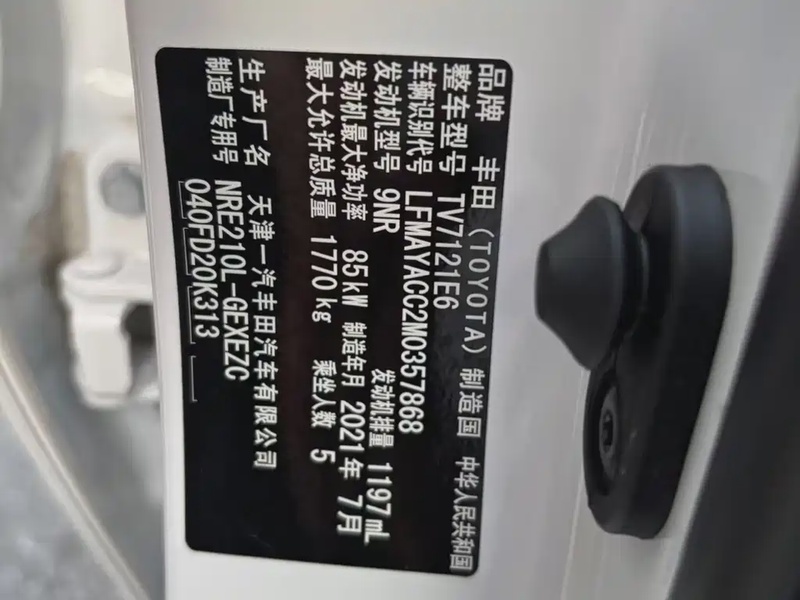 品牌 丰田（TOYOTA）制造国 中华人民共和国
整车型号 TV7121E6
车辆识别代号 LFMAYACC2M0357868
发动机型号 9NR 发动机排量 1197 mL
发动机最大净功率 85kW 制造年月 2021年 7月
最大允许总质量 1770kg 乘坐人数 5
生产厂名 天津一汽丰田汽车有限公司
制造厂专用号 NRE210L-GEXEZC
040FD20K313